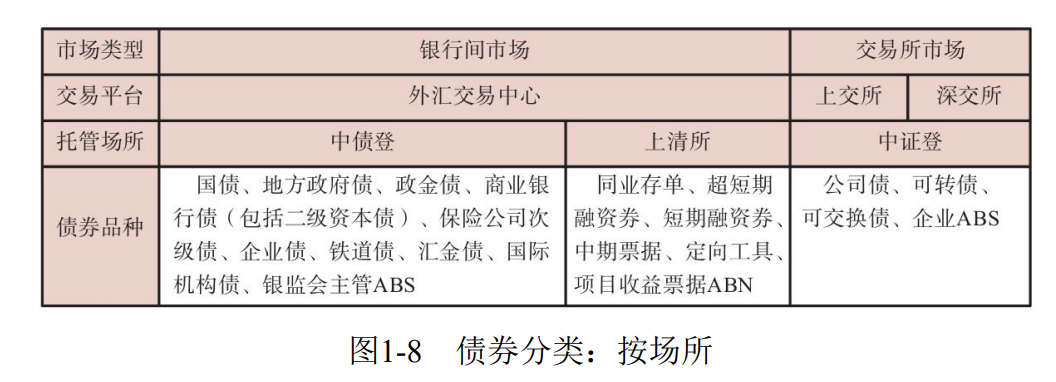 市场类型 银行间市场 交易所市场
交易平台 外汇交易中心 上交所 深交所
托管场所 中债登 上清所 中证登
债券品种
国债、地方政府债、政金债、商业银
行债（包括二级资本债）、保险公司次
级债、企业债、铁道债、汇金债、国际
机构债、银监会主管ABS
同业存单、超短期
融资券、短期融资券、
中期票据、定向工具、
项目收益票据ABN
公司债、可转债、
可交换债、企业ABS
图1-8 债券分类：按场所